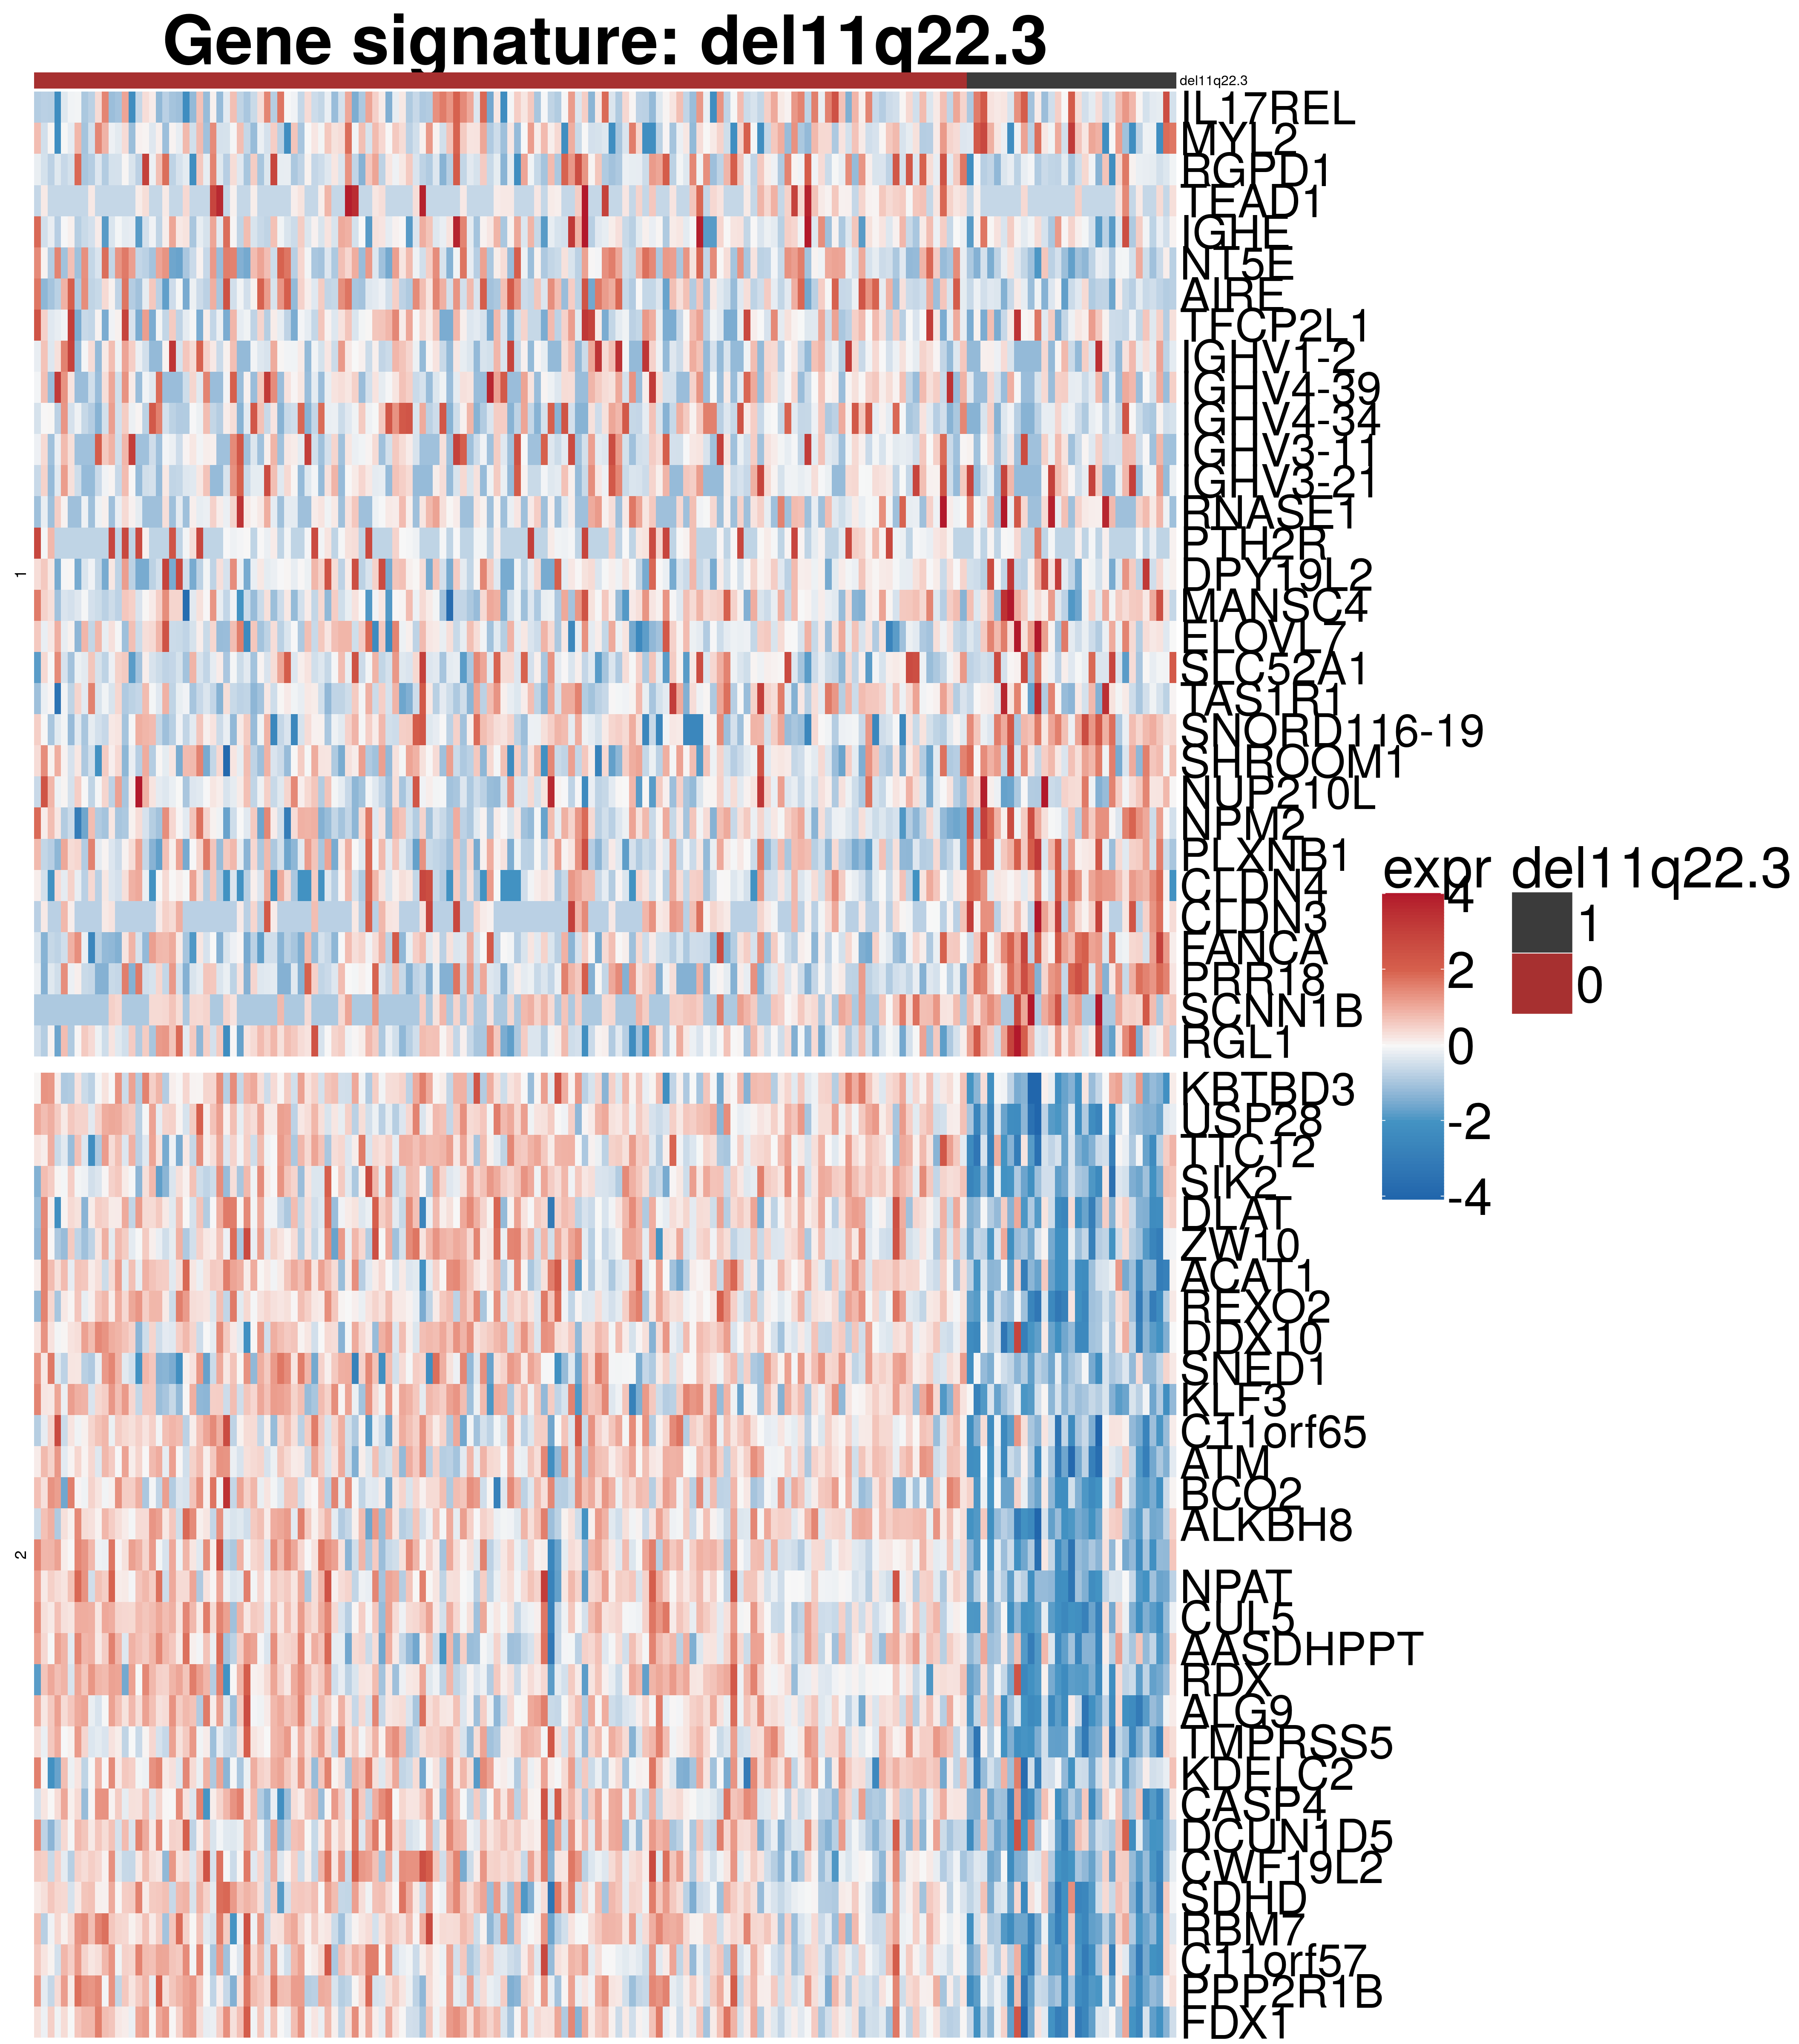 Gene signature: del11q22.3
del11q22.3
IL17REL
MYL2
RGPD1
TEAD1
IGHE
NT5E
AIRE
TFCP2L1
IGHV1-2
IGHV4-39
IGHV4-34
IGHV3-11
IGHV3-21
RNASE1
PTH2R
DPY19L2
1
MANSC4
ELOVL7
SLC52A1
TAS1R1
SNORD116-19
SHROOM1
NUP210L
NPM2
PLXNB1
CLDN4
CLDN3
FANCA
PRR18
SCNN1B
RGL1
expr
4
2
0
-2
-4
del11q22.3
1
0
KBTBD3
USP28
TTC12
SIK2
DLAT
ZW10
ACAT1
REXO2
DDX10
SNED1
KLF3
C11orf65
ATM
BCO2
ALKBH8
2
NPAT
CUL5
AASDHPPT
RDX
ALG9
TMPRSS5
KDELC2
CASP4
DCUN1D5
CWF19L2
SDHD
RBM7
C11orf57
PPP2R1B
FDX1